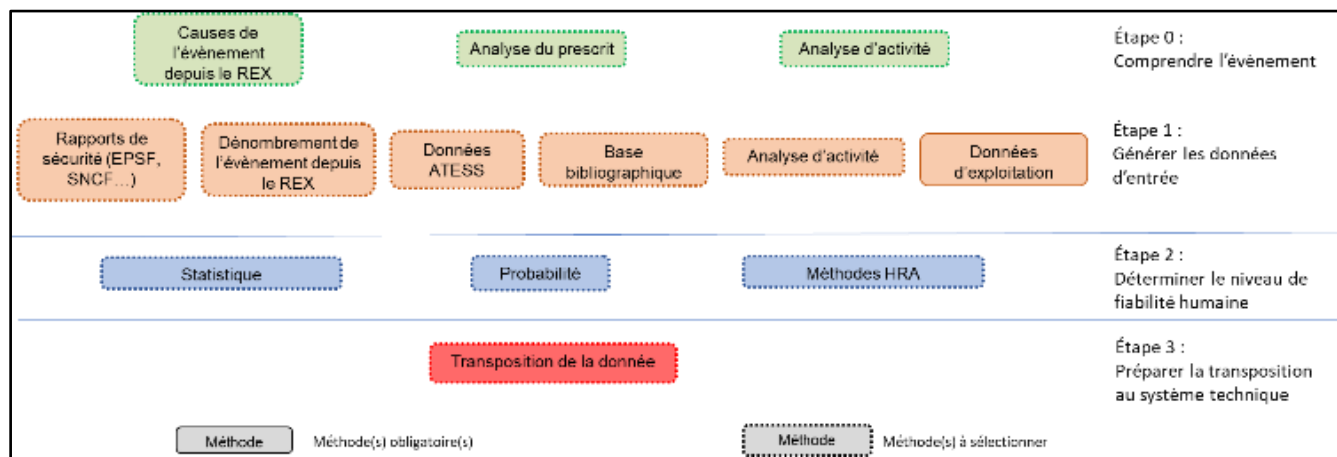 Causes de
l'évènement
depuis le REX
Analyse du prescrit
Analyse d'activité
Étape 0 :
Comprendre l'évènement
Rapports de
sécurité (EPSF,
SNCF…)
Dénombrement de
l'évènement depuis
le REX
Données
ATESS
Base
bibliographique
Analyse d'activité
Données
d'exploitation
Étape 1 :
Générer les données
d'entrée
Statistique
Probabilité
Méthodes HRA
Étape 2 :
Déterminer le niveau de
fiabilité humaine
Transposition de la donnée
Étape 3 :
Préparer la transposition
au système technique
Méthode
Méthode(s) obligatoire(s)
Méthode
Méthode(s) à sélectionner